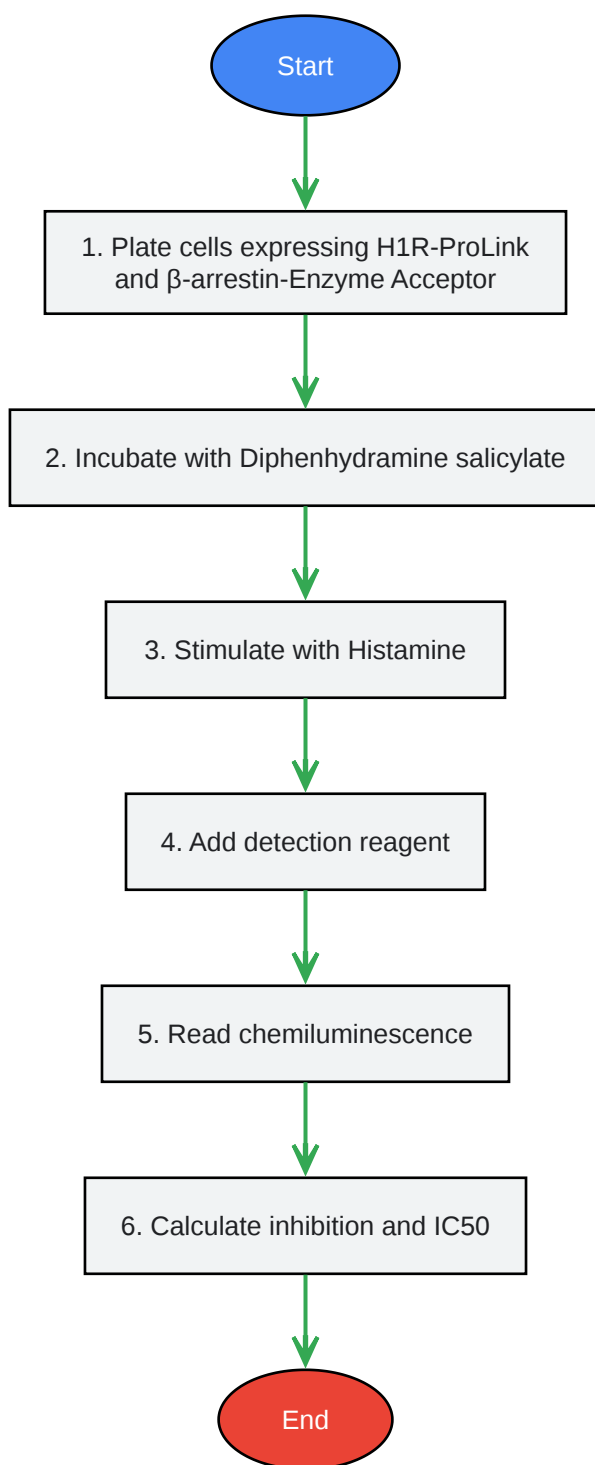 Start
1. Plate cells expressing H1R-ProLink
and β-arrestin-Enzyme Acceptor
2. Incubate with Diphenhydramine salicylate
3. Stimulate with Histamine
4. Add detection reagent
5. Read chemiluminescence
6. Calculate inhibition and IC50
End